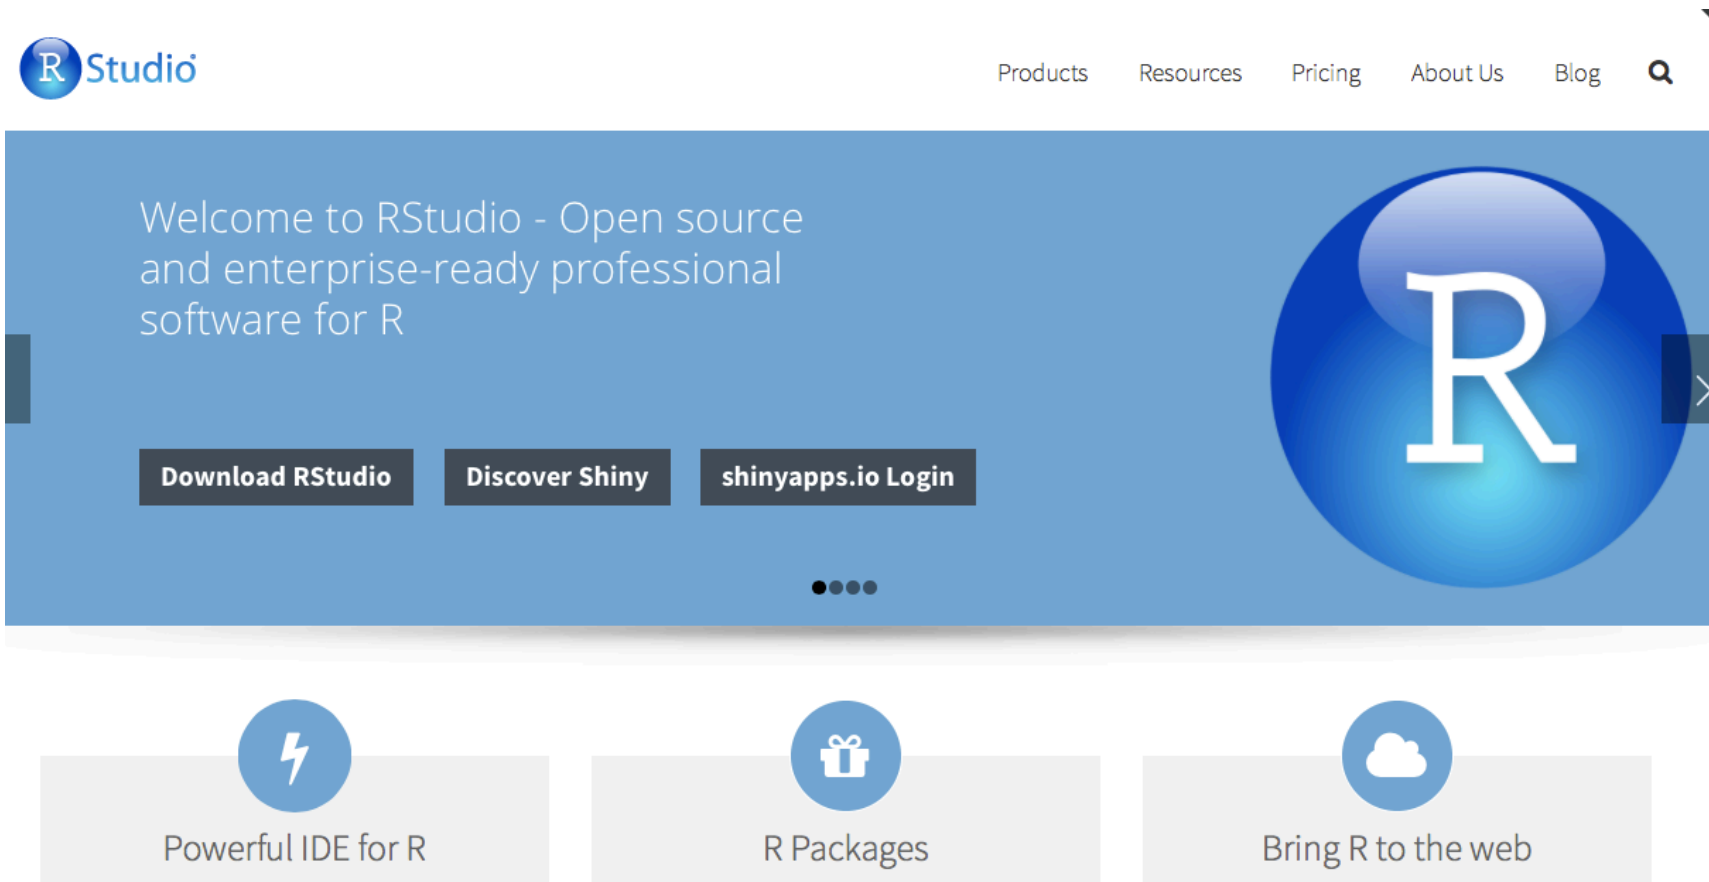 R Studio
Products Resources Pricing About Us Blog
Welcome to RStudio - Open source
and enterprise-ready professional
software for R
R
Download RStudio Discover Shiny shinyapps.io Login
Powerful IDE for R R Packages Bring R to the web